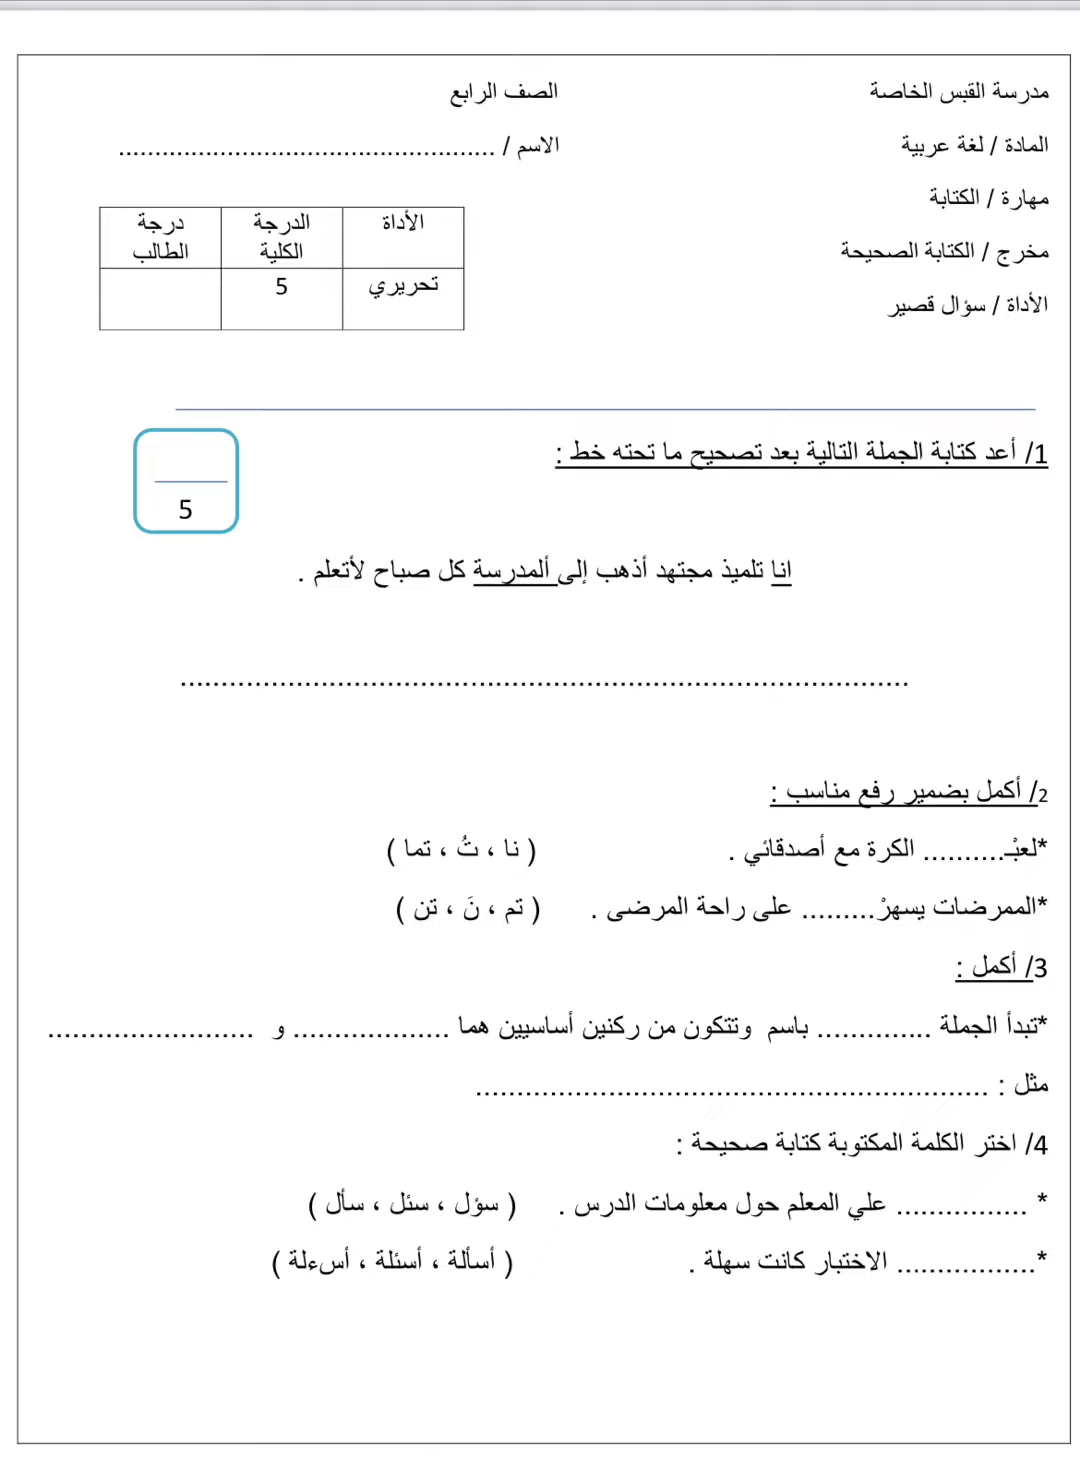 مدرسة القبس الخاصة
الصف الرابع
المادة / لغة عربية
الاسم / ................................................
مهارة / الكتابة
مخرج / الكتابة الصحيحة
الأداة / سؤال قصير
الأداة الدرجة الكلية درجة الطالب
تحريري 5
1/ أعد كتابة الجملة التالية بعد تصحيح ما تحته خط :
5
انا تلميذ مجتهد أذهب إلى ألمدرسة كل صباح لأتعلم .
................................................................................
2/ أكمل بضمير رفع مناسب :
*لعبْـ.......... الكرة مع أصدقائي . ( نا ، تُ ، تما )
*الممرضات يسهرْ......... على راحة المرضى . ( تم ، نَ ، تن )
3/ أكمل :
*تبدأ الجملة .............. باسم وتتكون من ركنين أساسيين هما ................... و .........................
مثل : ..............................................................
4/ اختر الكلمة المكتوبة كتابة صحيحة :
* ................ علي المعلم حول معلومات الدرس . ( سؤل ، سئل ، سأل )
*................. الاختبار كانت سهلة . ( أسألة ، أسئلة ، أسءلة )